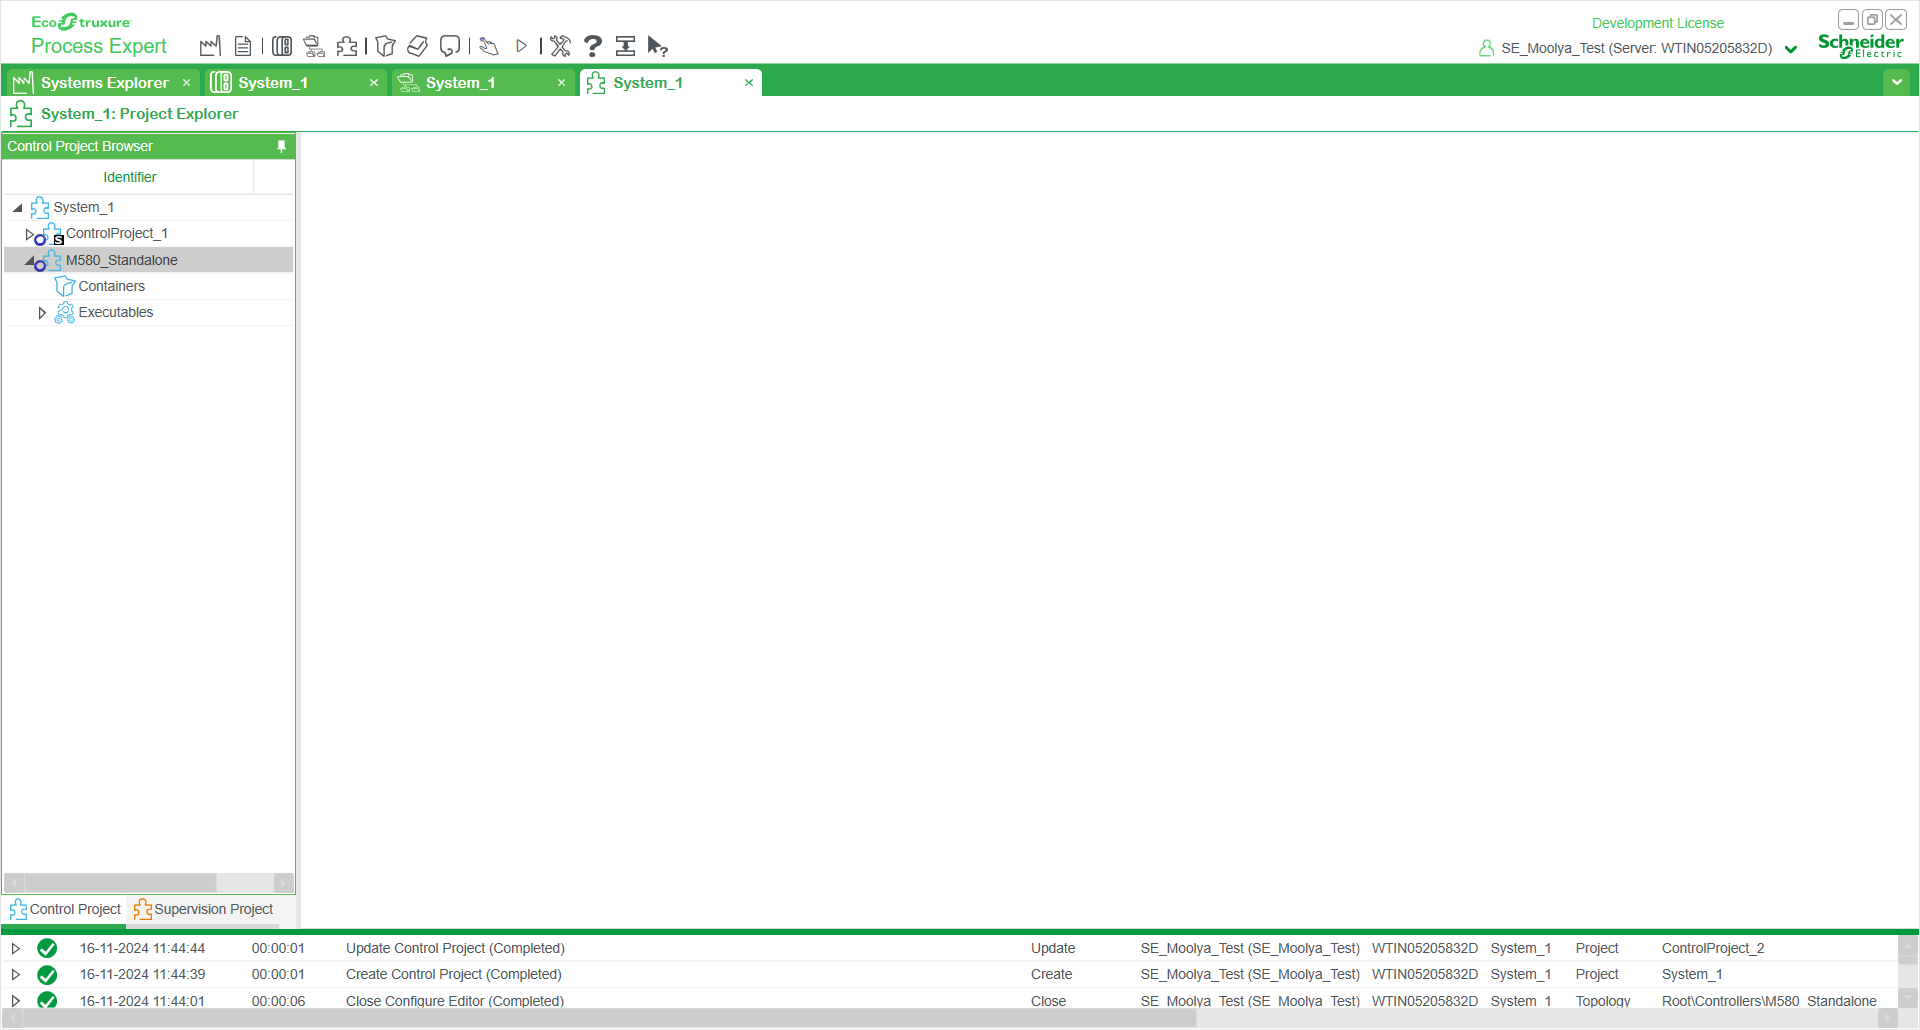 EcoStruxure
Process Expert
Development License
SE_Moolya_Test (Server: WTIN05205832D)
Schneider
Electric
Systems Explorer
System_1
System_1
System_1
System_1: Project Explorer
Control Project Browser
Identifier
System_1
S ControlProject_1
M580_Standalone
Containers
Executables
Control Project
Supervision Project
16-11-2024 11:44:44 00:00:01 Update Control Project (Completed) Update SE_Moolya_Test (SE_Moolya_Test) WTIN05205832D System_1 Project ControlProject_2
16-11-2024 11:44:39 00:00:01 Create Control Project (Completed) Create SE_Moolya_Test (SE_Moolya_Test) WTIN05205832D System_1 Project System_1
16-11-2024 11:44:01 00:00:06 Close Configure Editor (Completed) Close SE_Moolya_Test (SE_Moolya_Test) WTIN05205832D System_1 Topology Root\Controllers\M580_Standalone